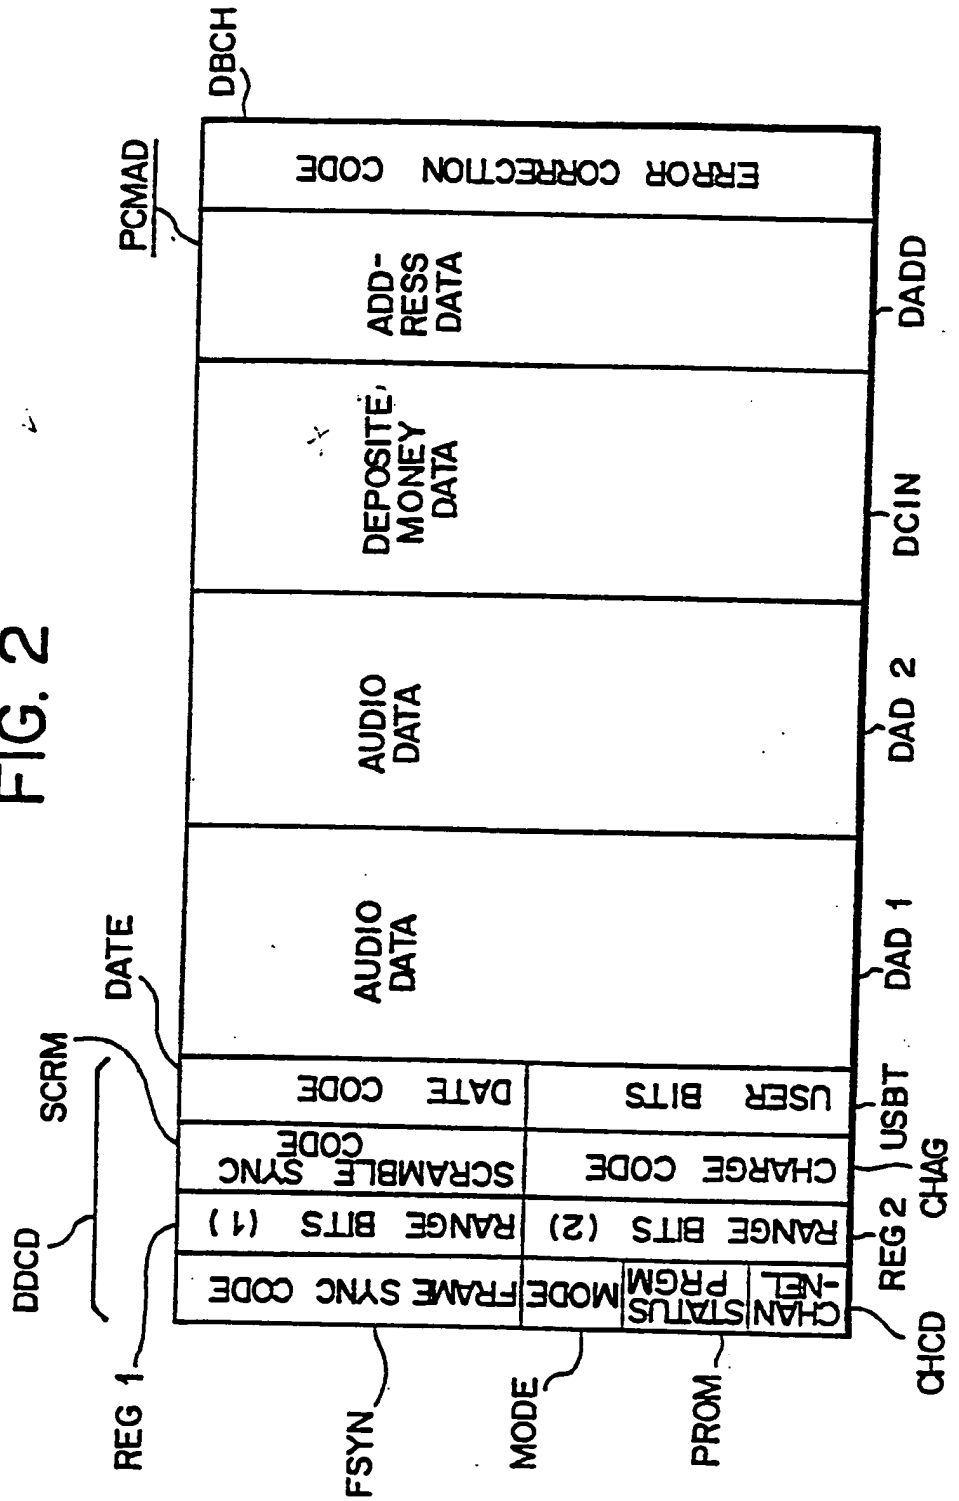 FIG. 2
DDCD
SCRM
DATE
PCMAD
DBCH
REG 1
FSYN
MODE
PROM
FRAME SYNC CODE
MODE
PRGM
STATUS
CHAN
-NEL
RANGE BITS (1)
RANGE BITS (2)
SCRAMBLE SYNC
CODE
CHARGE CODE
DATE CODE
USER BITS
AUDIO
DATA
AUDIO
DATA
DEPOSITE,
MONEY
DATA
ADD-
RESS
DATA
ERROR CORRECTION CODE
CHCD
REG 2
CHAG
USBT
DAD 1
DAD 2
DCIN
DADD